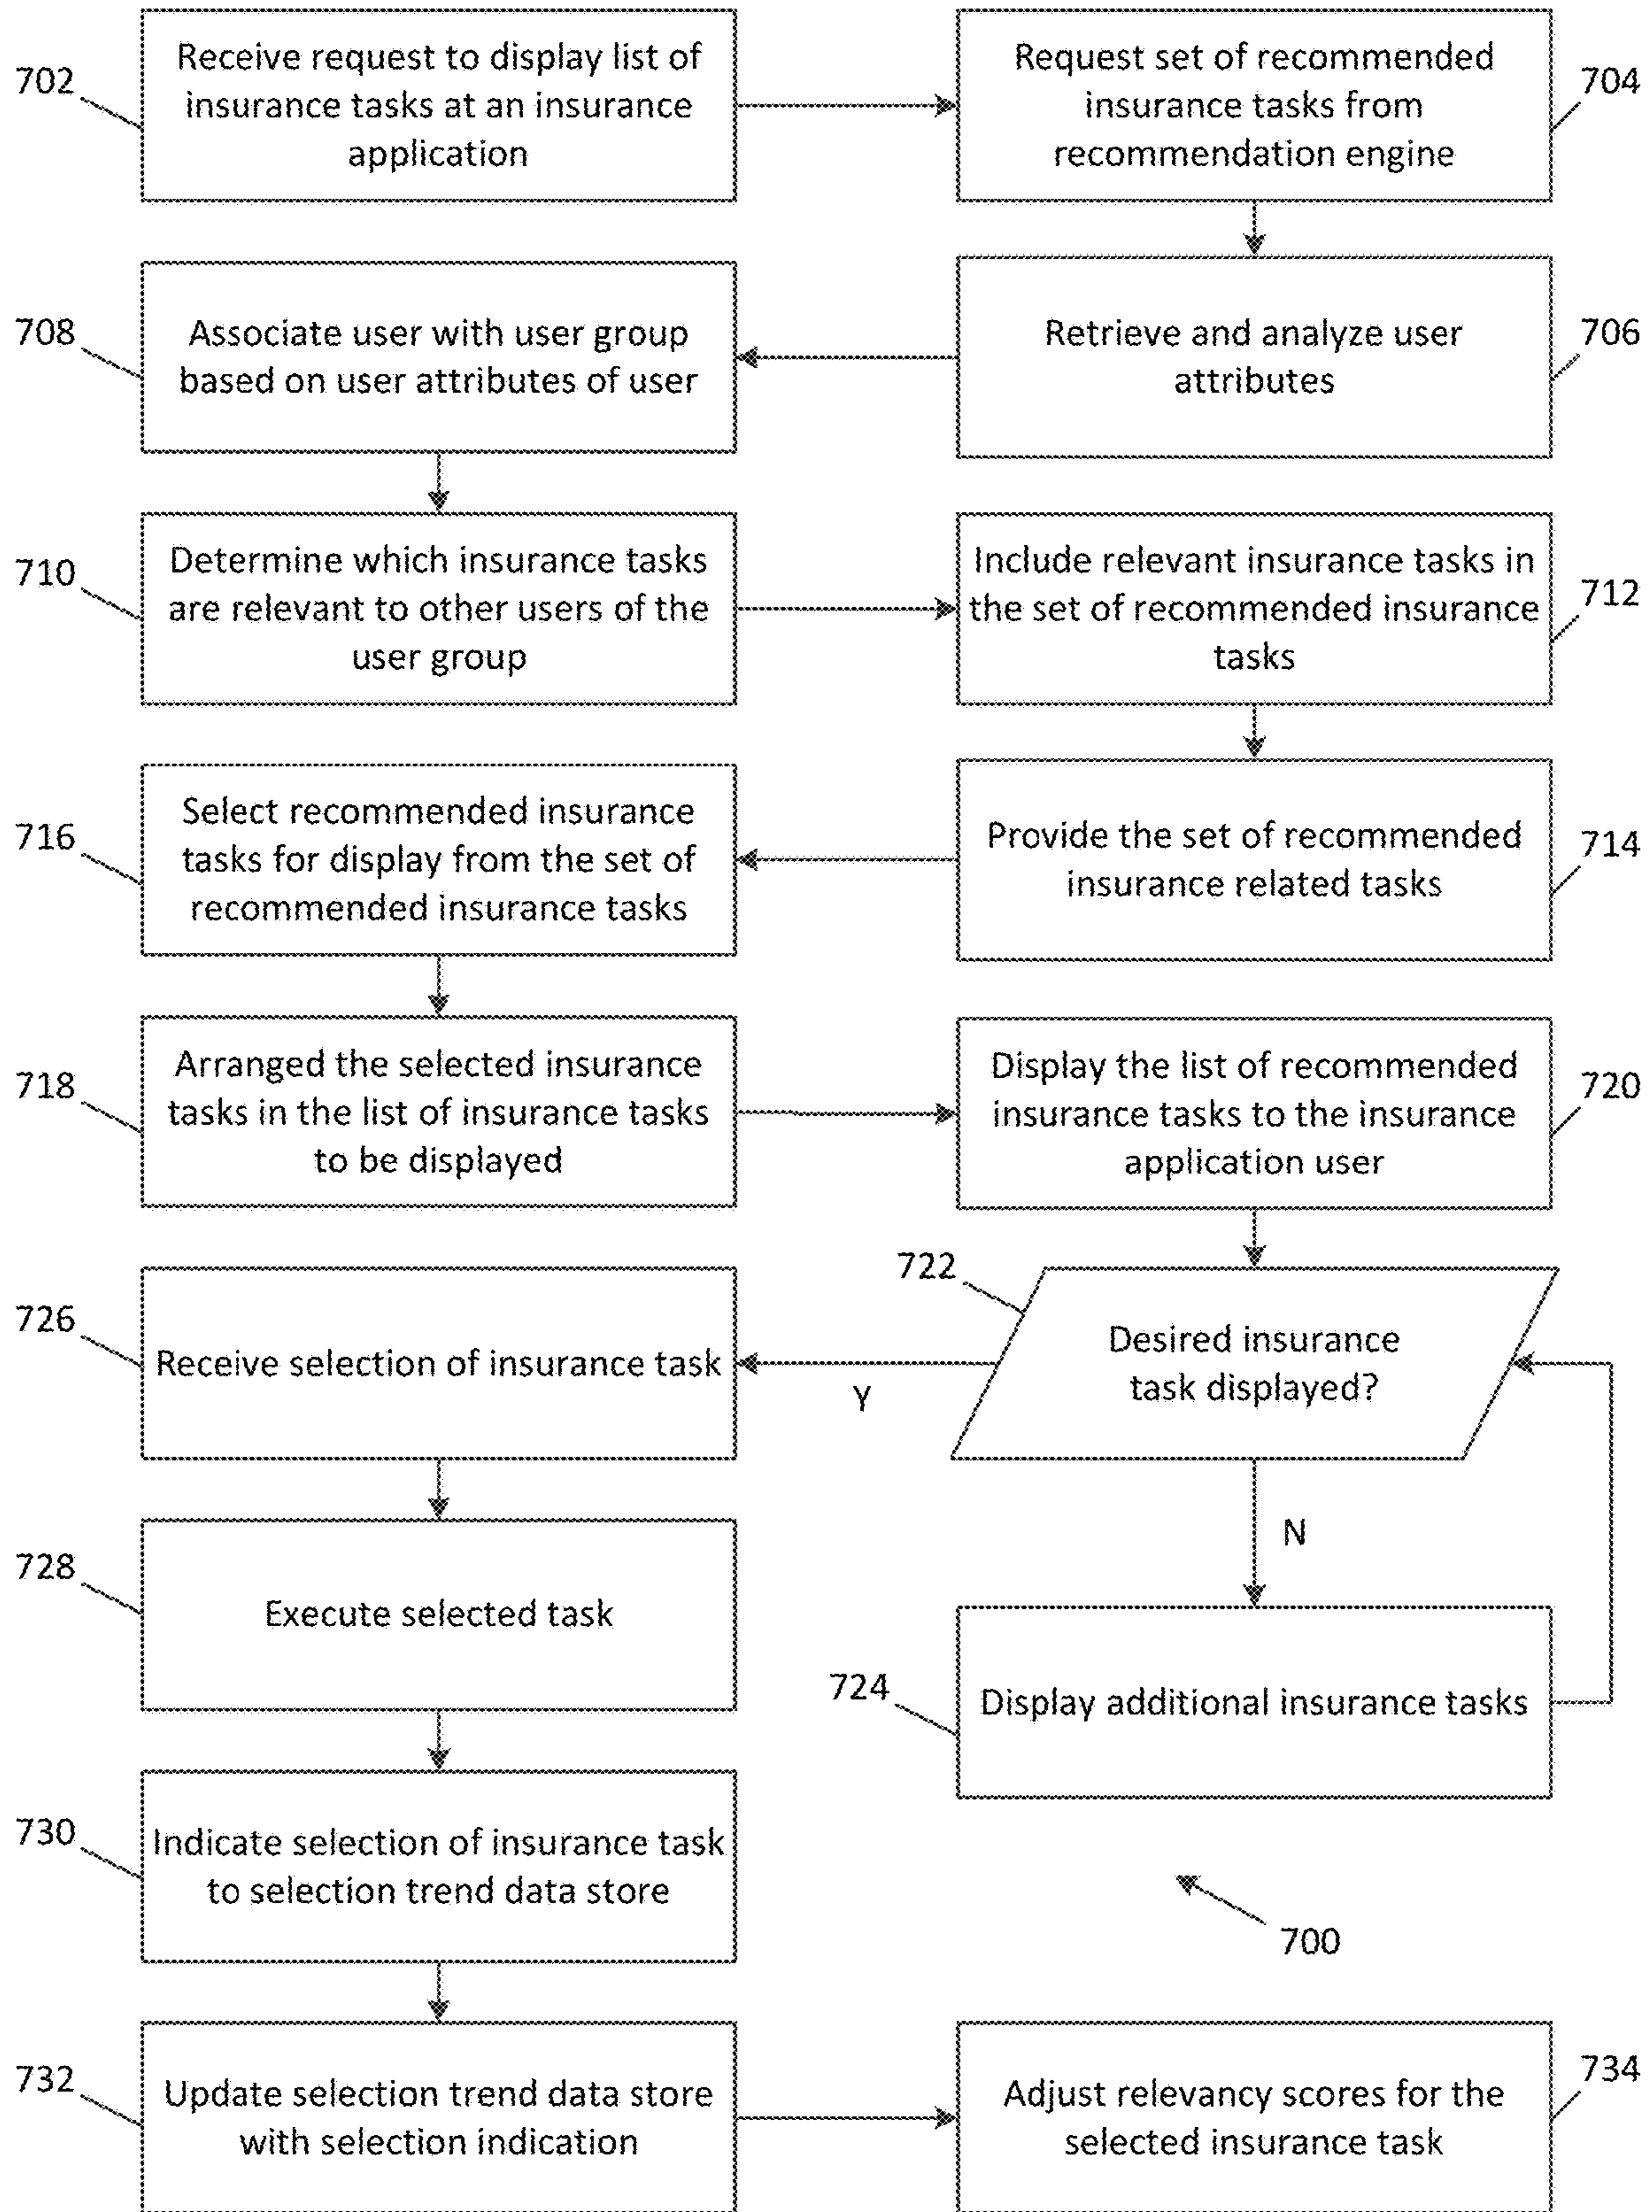 702
Receive request to display list of
insurance tasks at an insurance
application
Request set of recommended
insurance tasks from
recommendation engine
704
708
Associate user with user group
based on user attributes of user
Retrieve and analyze user
attributes
706
710
Determine which insurance tasks
are relevant to other users of the
user group
Include relevant insurance tasks in
the set of recommended insurance
tasks
712
716
Select recommended insurance
tasks for display from the set of
recommended insurance tasks
Provide the set of recommended
insurance related tasks
714
718
Arranged the selected insurance
tasks in the list of insurance tasks
to be displayed
Display the list of recommended
insurance tasks to the insurance
application user
720
722
Desired insurance
task displayed?
Y
N
726
Receive selection of insurance task
728
Execute selected task
724
Display additional insurance tasks
730
Indicate selection of insurance task
to selection trend data store
700
732
Update selection trend data store
with selection indication
Adjust relevancy scores for the
selected insurance task
734